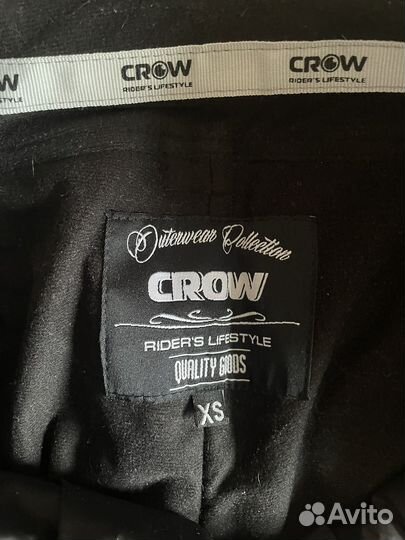 CROW CROW
RIDER'S LIFESTYLE RIDER'S LIFESTYLE
Outerwear Collection
CROW
RIDER'S LIFESTYLE
QUALITY GOODS
XS
Avito